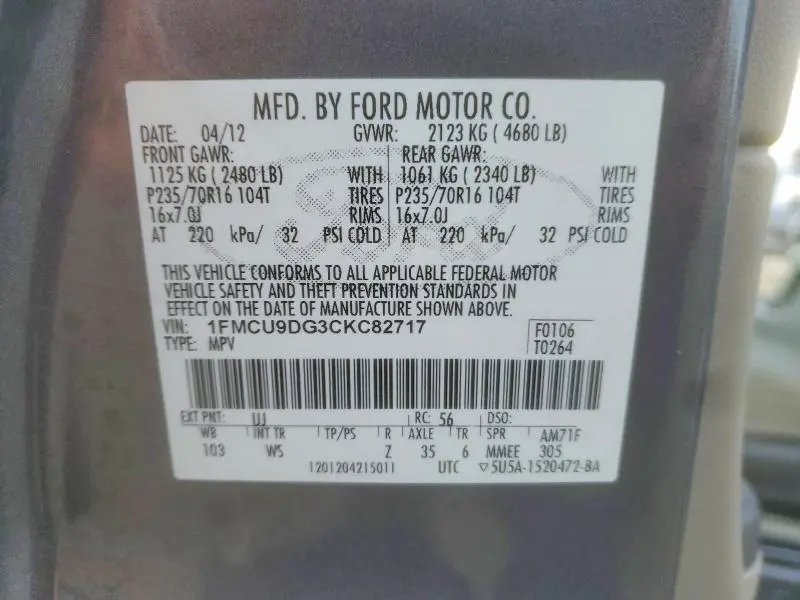 MFD. BY FORD MOTOR CO.
DATE: 04/12 GVWR: 2123 KG ( 4680 LB)
FRONT GAWR: REAR GAWR:
1125 KG ( 2480 LB) WITH 1061 KG ( 2340 LB) WITH
P235/70R16 104T TIRES P235/70R16 104T TIRES
16x7.0J RIMS 16x7.0J RIMS
AT 220 kPa/ 32 PSI COLD AT 220 kPa/ 32 PSI COLD
THIS VEHICLE CONFORMS TO ALL APPLICABLE FEDERAL MOTOR
VEHICLE SAFETY AND THEFT PREVENTION STANDARDS IN
EFFECT ON THE DATE OF MANUFACTURE SHOWN ABOVE.
VIN: 1FMCU9DG3CKC82717 F0106
TYPE: MPV T0264
EXT PNT: UJ RC: 56 DSO:
WB INT TR TP/PS R AXLE TR SPR AM71F
103 WS Z 35 6 MMEE 305
1201204215011 UTC ▽5U5A-1520472-BA